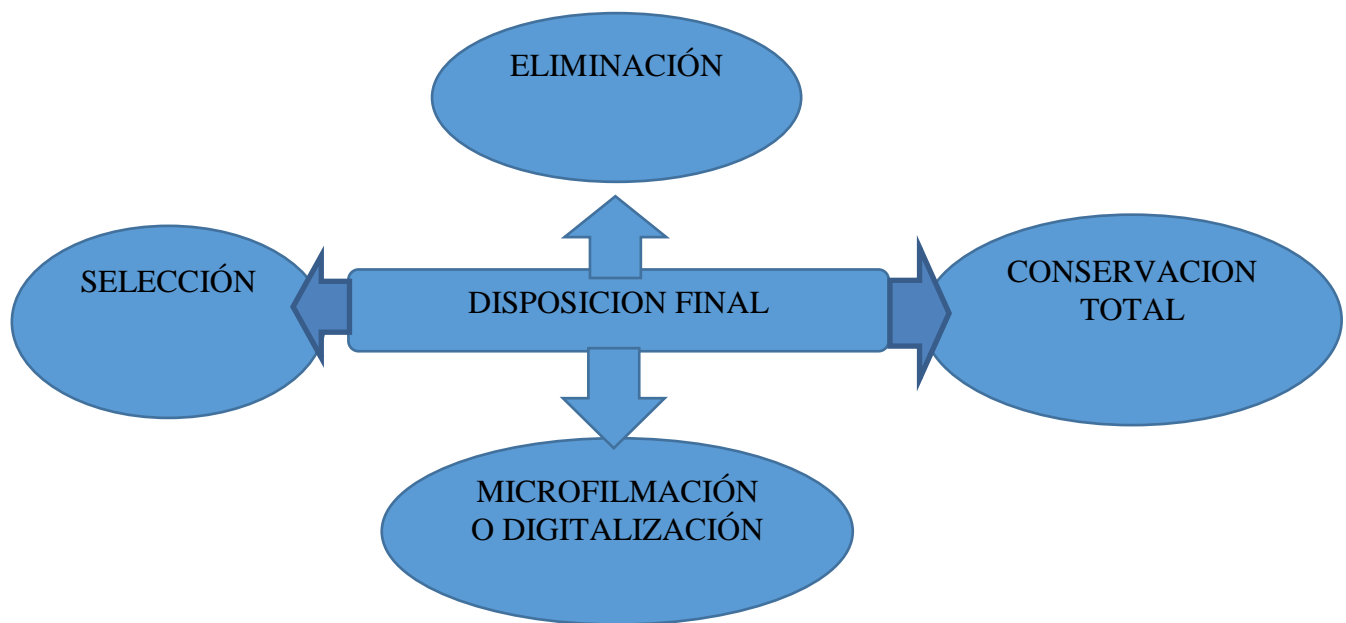 ELIMINACIÓN
SELECCIÓN
DISPOSICION FINAL
CONSERVACION
TOTAL
MICROFILMACIÓN
O DIGITALIZACIÓN